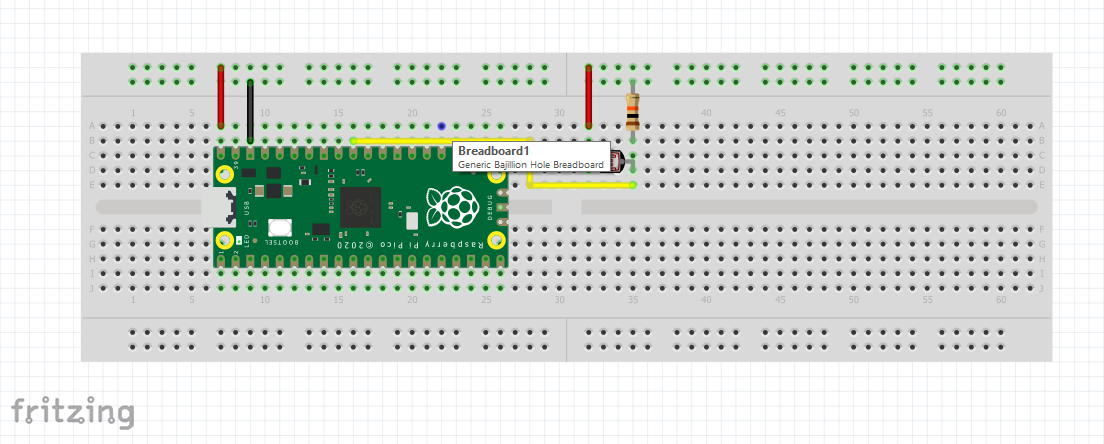 1 5 10 15 20 25 30 35 40 45 50 55 60
A A
B B
Breadboard1
C C
Generic Bajillion Hole Breadboard
D D
E E
USB
DEBUG
BOOTSEL
LED
Raspberry Pi Pico ©2020
F F
G G
H H
I I
J J
1 5 10 15 20 25 30 35 40 45 50 55 60
fritzing